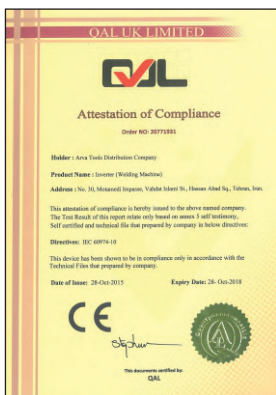 QAL UK LIMITED
QAL
Attestation of Compliance
Order NO: 20771931
Holder : Arva Tools Distribution Company
Product Name : Inverter (Welding Machine)
Address : No. 30, Motamedi Impasse, Vahdat Islami St., Hassan Abad Sq., Tehran, Iran.
This attestation of compliance is hereby issued to the above named company.
The Test Result of this report relate only based on annex 5 self testimony,
Self certified and technical file that prepared by company in below directives:
Directives: IEC 60974-10
This device has been shown to be in compliance only in accordance with the
Technical Files that prepared by company.
Date of Issue: 28-Oct-2015 Expiry Date: 28- Oct-2018
CE
Stephen
This documents certified by:
QAL